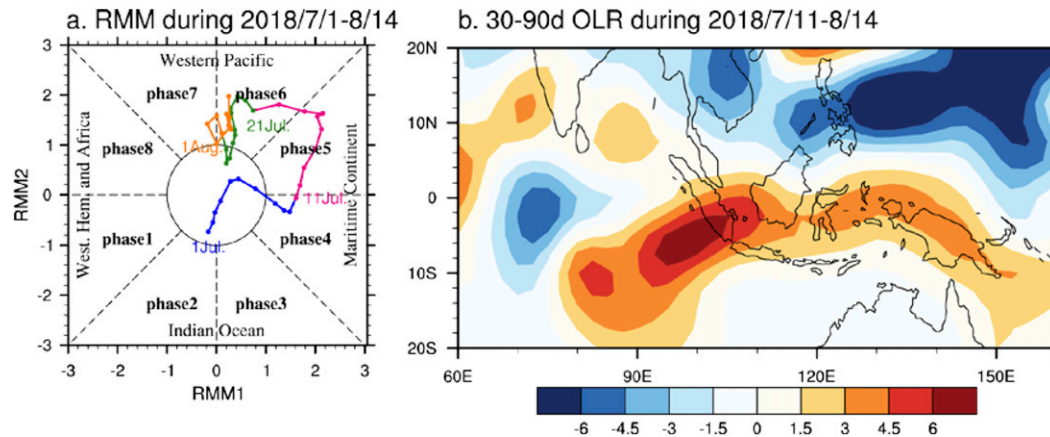 a. RMM during 2018/7/1-8/14
b. 30-90d OLR during 2018/7/11-8/14
Western Pacific
phase7
phase6
21Jul.
1Aug.
phase8
phase5
11Jul.
1Jul.
phase1
phase4
phase2
phase3
Indian Ocean
West. Hem. and Africa
Maritime Continent
RMM2
3
2
1
0
-1
-2
-3
-3 -2 -1 0 1 2 3
RMM1
20N
10N
0
10S
20S
60E 90E 120E 150E
-6 -4.5 -3 -1.5 0 1.5 3 4.5 6